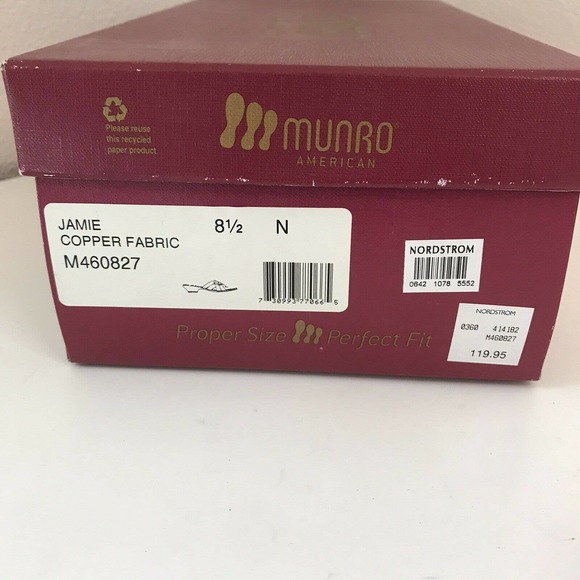 Please reuse
this recycled
paper product.
munro
AMERICAN
JAMIE 8½ N
COPPER FABRIC
M460827
7 30993 77066 5
NORDSTROM
0642 1078 5552
NORDSTROM
0360 414182
M460827
119.95
Proper Size Perfect Fit